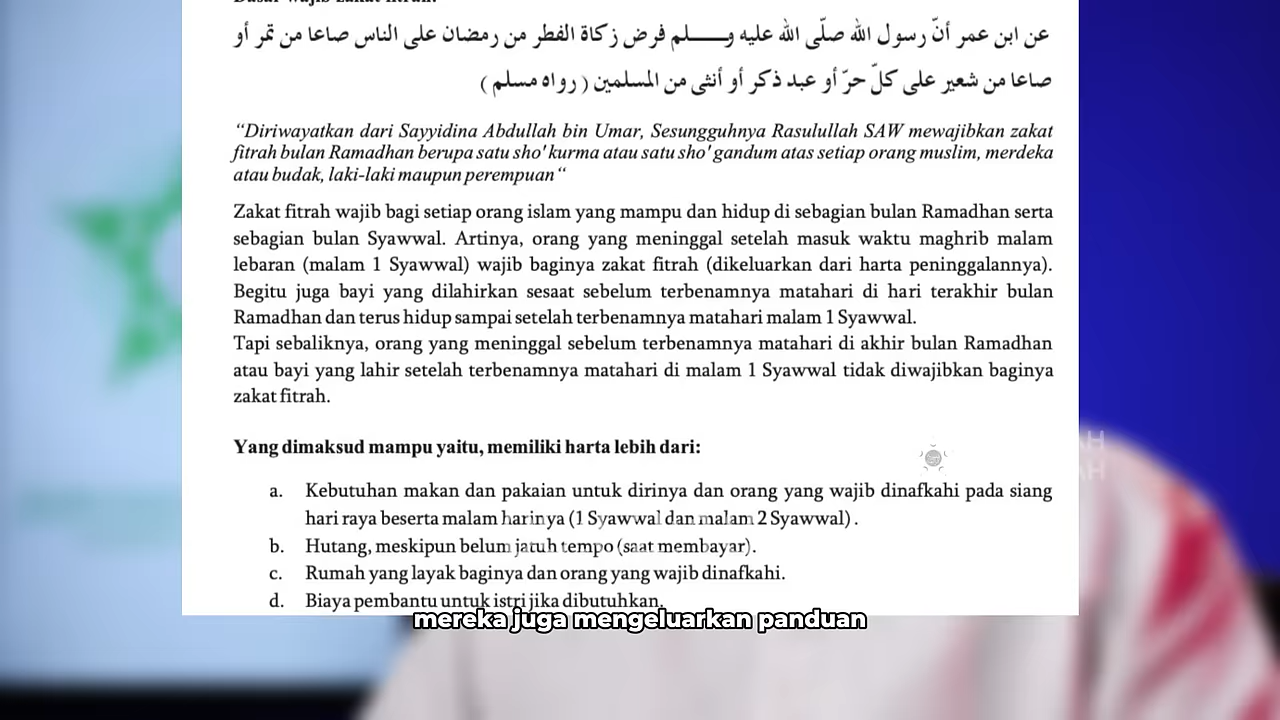 Dasar wajib zakat fitrah:
عن ابن عمر أنّ رسول الله صلّى الله عليه وسلم فرض زكاة الفطر من رمضان على الناس صاعا من تمر أو
صاعا من شعير على كلّ حرّ أو عبد ذكر أو أنثى من المسلمين ( رواه مسلم )
“Diriwayatkan dari Sayyidina Abdullah bin Umar, Sesungguhnya Rasulullah SAW mewajibkan zakat
fitrah bulan Ramadhan berupa satu sho' kurma atau satu sho' gandum atas setiap orang muslim, merdeka
atau budak, laki-laki maupun perempuan“
Zakat fitrah wajib bagi setiap orang islam yang mampu dan hidup di sebagian bulan Ramadhan serta
sebagian bulan Syawwal. Artinya, orang yang meninggal setelah masuk waktu maghrib malam
lebaran (malam 1 Syawwal) wajib baginya zakat fitrah (dikeluarkan dari harta peninggalannya).
Begitu juga bayi yang dilahirkan sesaat sebelum terbenamnya matahari di hari terakhir bulan
Ramadhan dan terus hidup sampai setelah terbenamnya matahari malam 1 Syawwal.
Tapi sebaliknya, orang yang meninggal sebelum terbenamnya matahari di akhir bulan Ramadhan
atau bayi yang lahir setelah terbenamnya matahari di malam 1 Syawwal tidak diwajibkan baginya
zakat fitrah.
Yang dimaksud mampu yaitu, memiliki harta lebih dari:
a. Kebutuhan makan dan pakaian untuk dirinya dan orang yang wajib dinafkahi pada siang
hari raya beserta malam harinya (1 Syawwal dan malam 2 Syawwal) .
b. Hutang, meskipun belum jatuh tempo (saat membayar).
c. Rumah yang layak baginya dan orang yang wajib dinafkahi.
d. Biaya pembantu untuk istri jika dibutuhkan.
mereka juga mengeluarkan panduan